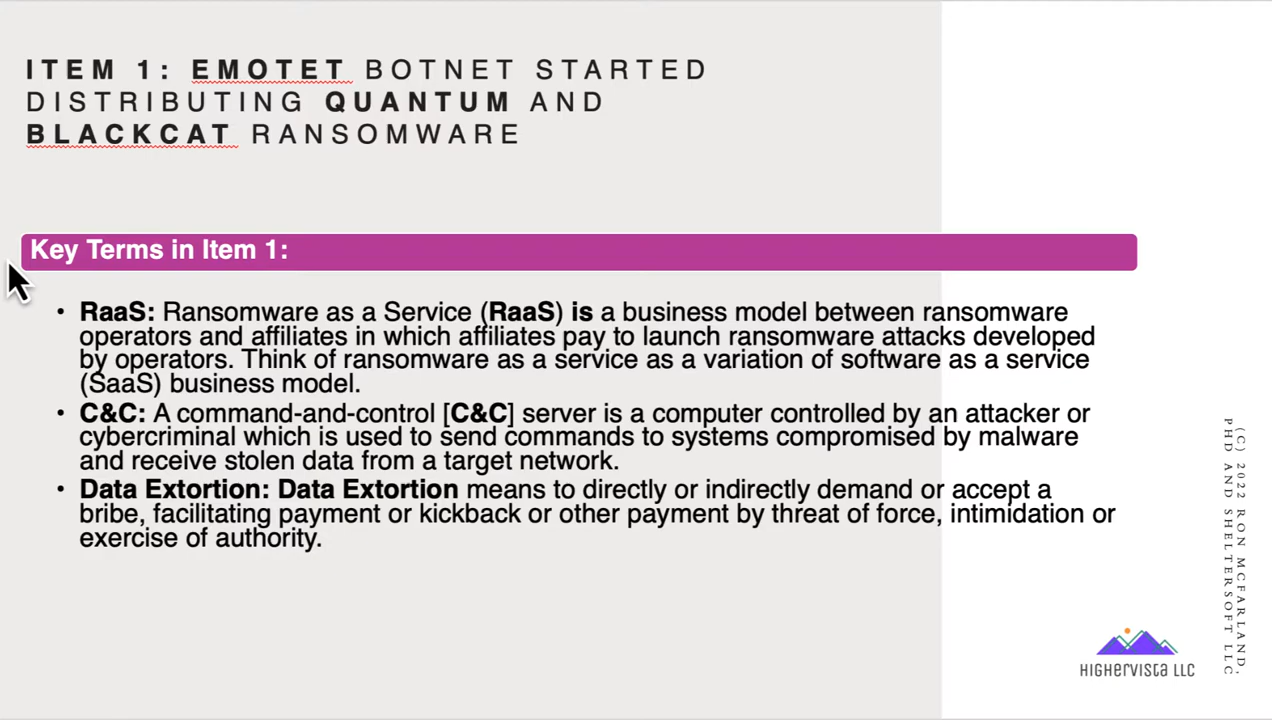 ITEM 1: EMOTET BOTNET STARTED
DISTRIBUTING QUANTUM AND
BLACKCAT RANSOMWARE
Key Terms in Item 1:
• RaaS: Ransomware as a Service (RaaS) is a business model between ransomware
operators and affiliates in which affiliates pay to launch ransomware attacks developed
by operators. Think of ransomware as a service as a variation of software as a service
(SaaS) business model.
• C&C: A command-and-control [C&C] server is a computer controlled by an attacker or
cybercriminal which is used to send commands to systems compromised by malware
and receive stolen data from a target network.
• Data Extortion: Data Extortion means to directly or indirectly demand or accept a
bribe, facilitating payment or kickback or other payment by threat of force, intimidation or
exercise of authority.
(C) 2022 RON MCFARLAND,
PHD AND SHELTERSOFT LLC
HIGHERVISTA LLC